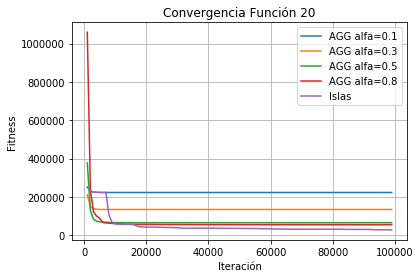 Convergencia Función 20
AGG alfa=0.1
AGG alfa=0.3
AGG alfa=0.5
AGG alfa=0.8
Islas
Fitness
1000000
800000
600000
400000
200000
0
0 20000 40000 60000 80000 100000
Iteración